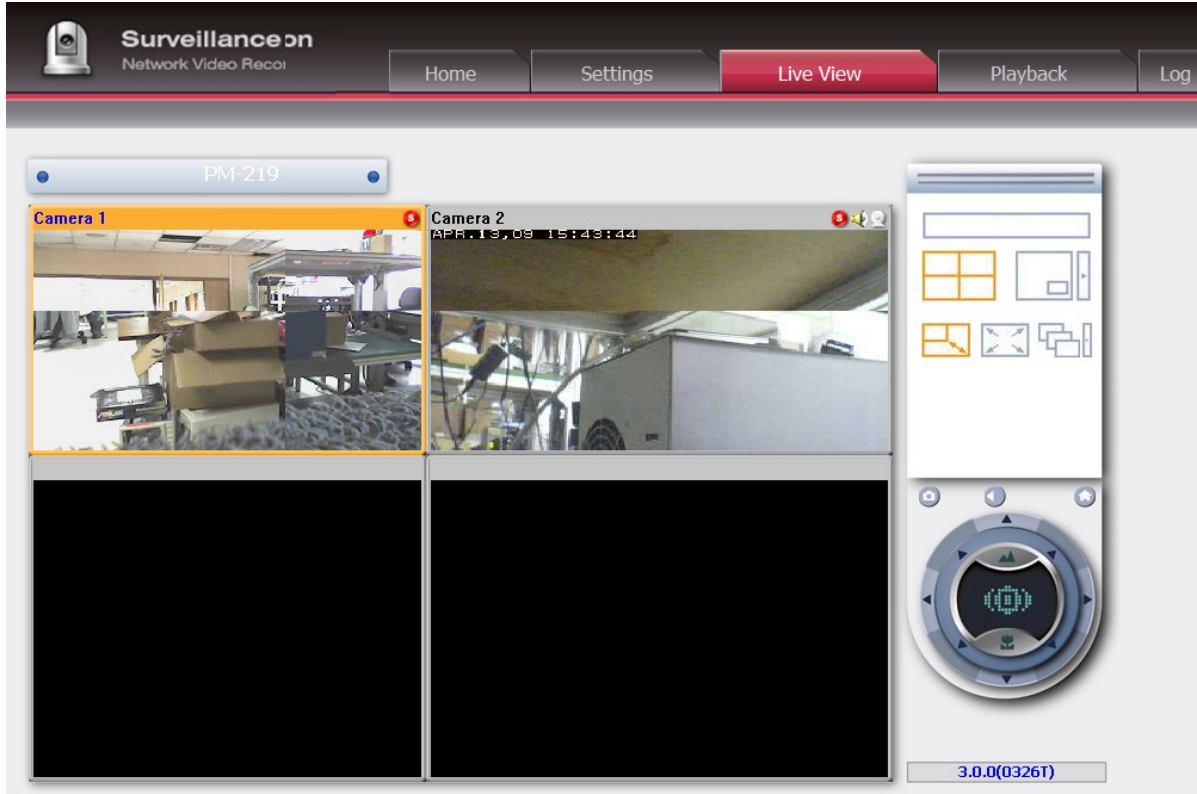 Surveillanceon
Network Video Recor
Home
Settings
Live View
Playback
Log
PM-219
Camera 1
S
Camera 2
S
APR.13,09 15:43:44
3.0.0(0326T)